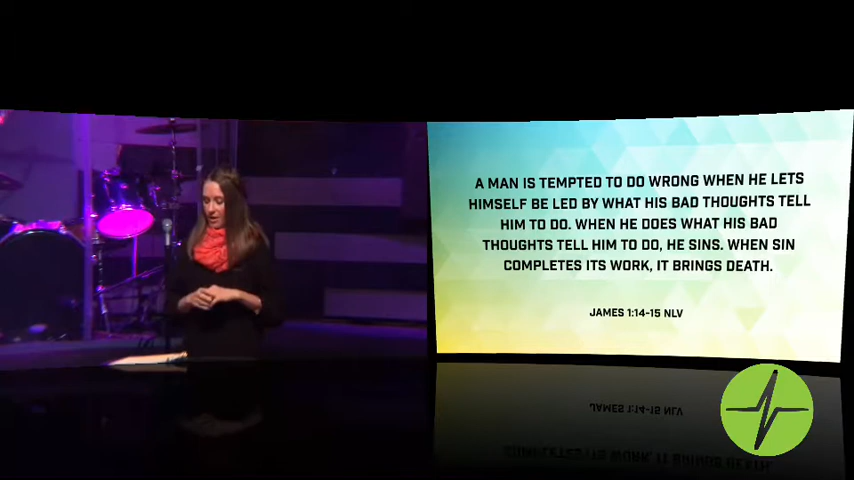 A MAN IS TEMPTED TO DO WRONG WHEN HE LETS
HIMSELF BE LED BY WHAT HIS BAD THOUGHTS TELL
HIM TO DO. WHEN HE DOES WHAT HIS BAD
THOUGHTS TELL HIM TO DO, HE SINS. WHEN SIN
COMPLETES ITS WORK, IT BRINGS DEATH.
JAMES 1:14-15 NLV